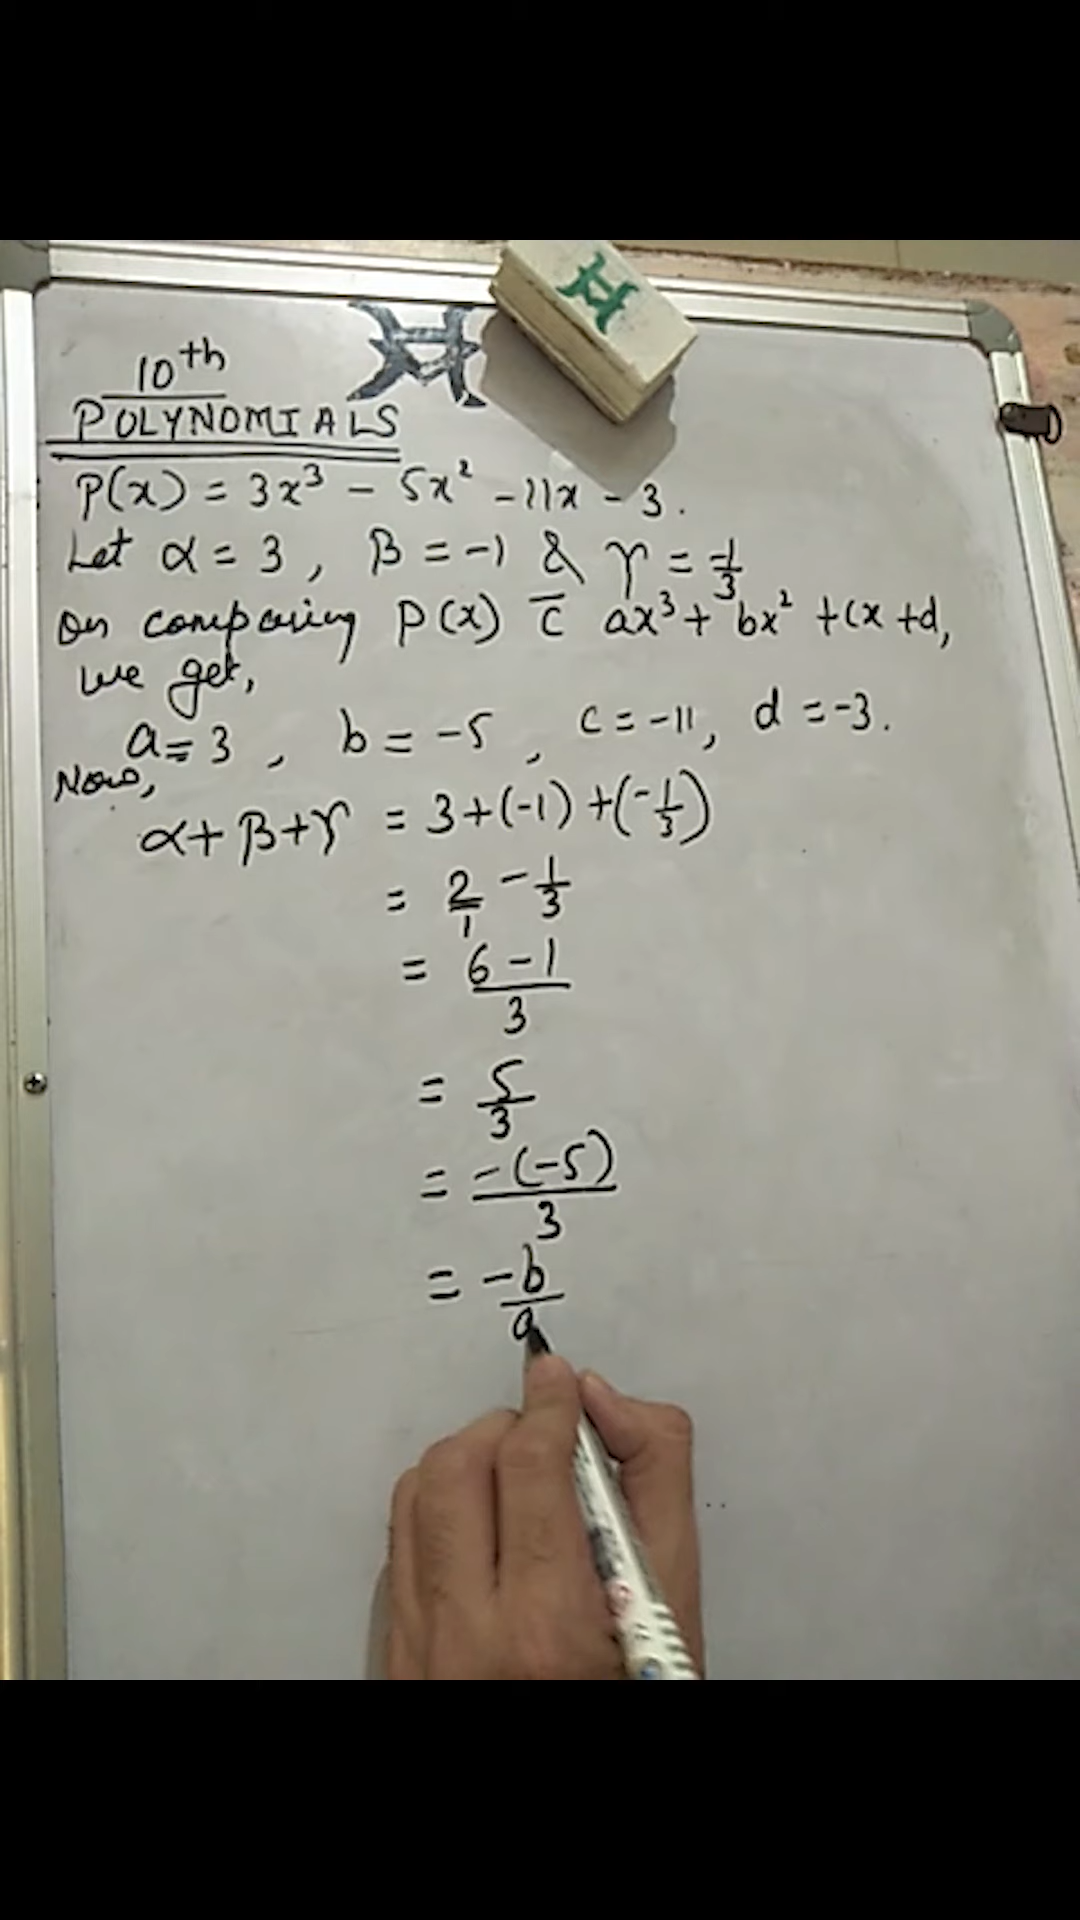 10th
POLYNOMIALS
P(x) = 3x³ - 5x² - 11x - 3.
Let α = 3, β = -1 & γ = -1/3
On comparing P(x) c̅ ax³ + bx² + cx + d,
we get,
a = 3, b = -5, c = -11, d = -3.
Now,
α + β + γ = 3 + (-1) + (-1/3)
= 2/1 - 1/3
= 6 - 1 / 3
= 5/3
= -(-5) / 3
= -b/a